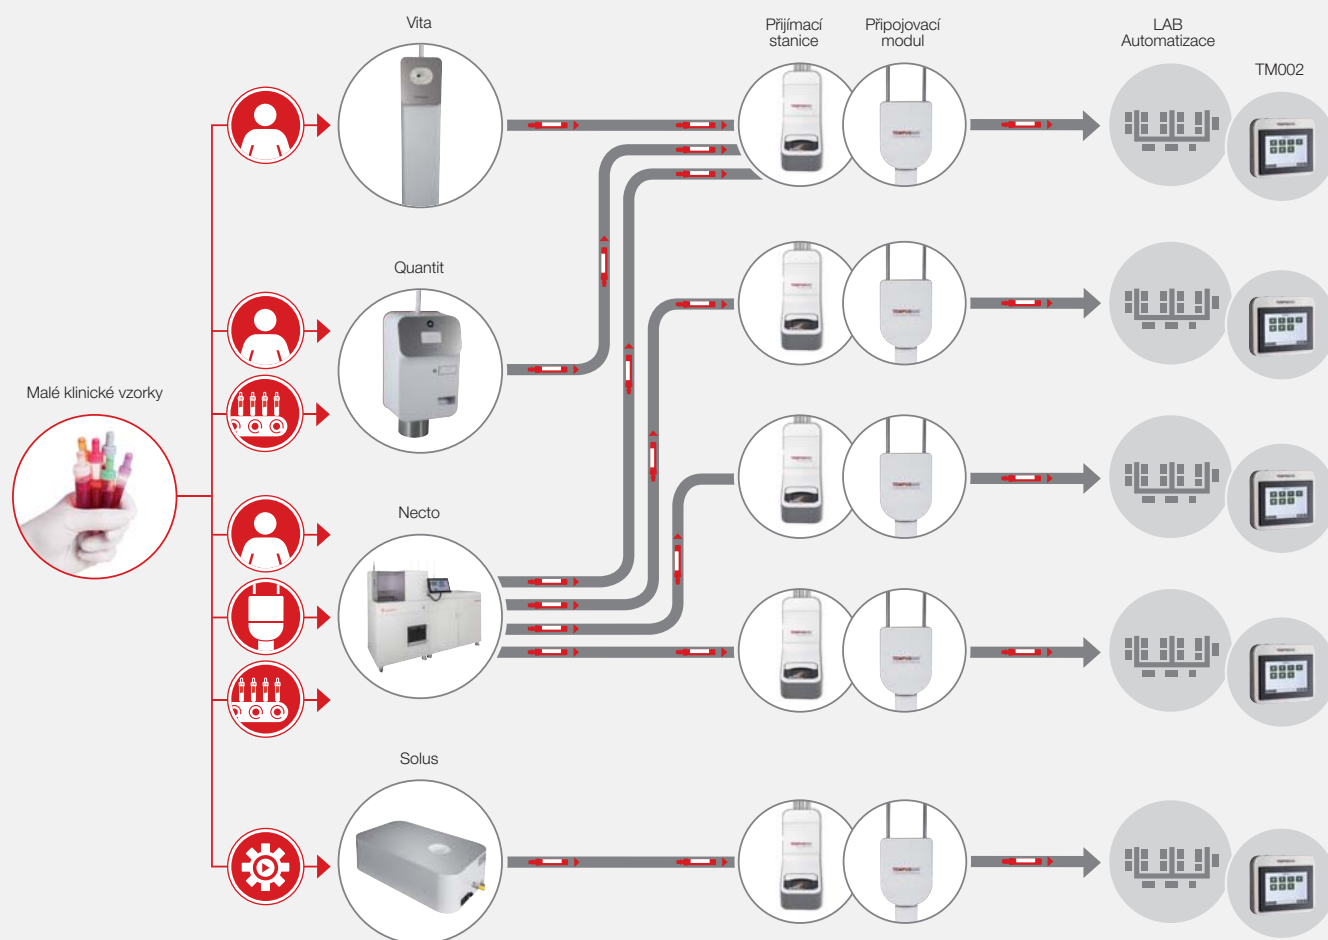 Vita
Přijímací
stanice
Připojovací
modul
LAB
Automatizace
TM002
Quantit
Malé klinické vzorky
Necto
Solus